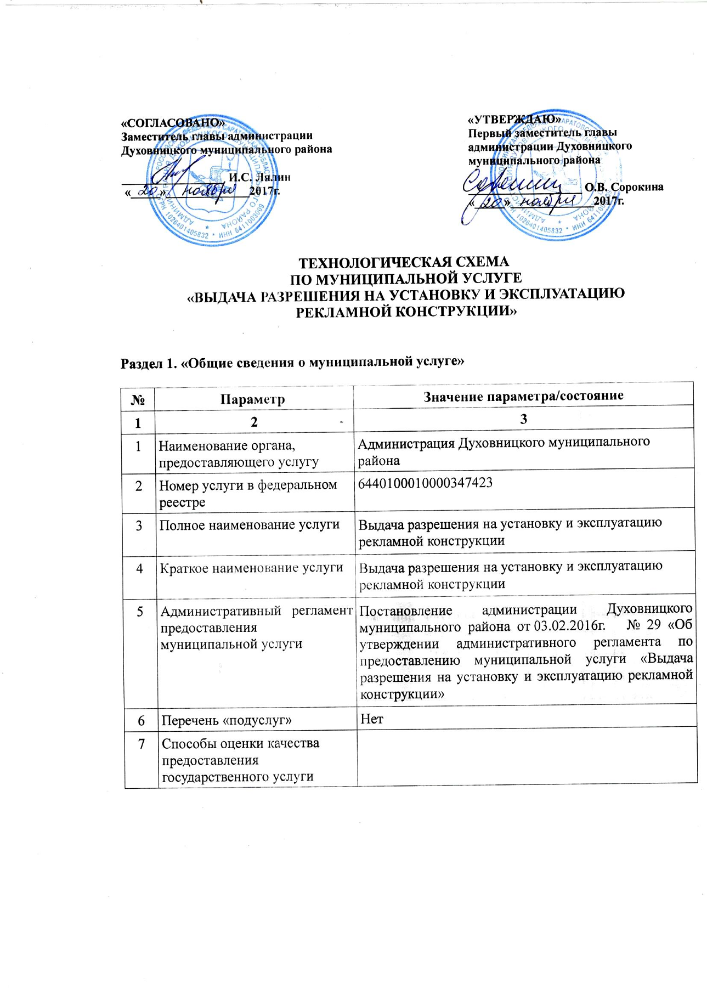 «СОГЛАСОВАНО»
Заместитель главы администрации
Духовницкого муниципального района
И.С. Лялин
« 20 » ноября 2017г.
«УТВЕРЖДАЮ»
Первый заместитель главы
администрации Духовницкого
муниципального района
О.В. Сорокина
« 20 » ноября 2017г.
ОГРН 1026401405832 * ИНН 6411003009
ТЕХНОЛОГИЧЕСКАЯ СХЕМА
ПО МУНИЦИПАЛЬНОЙ УСЛУГЕ
«ВЫДАЧА РАЗРЕШЕНИЯ НА УСТАНОВКУ И ЭКСПЛУАТАЦИЮ
РЕКЛАМНОЙ КОНСТРУКЦИИ»
Раздел 1. «Общие сведения о муниципальной услуге»
№ Параметр Значение параметра/состояние
1 2 3
1 Наименование органа, предоставляющего услугу
Администрация Духовницкого муниципального
района
2 Номер услуги в федеральном
реестре
6440100010000347423
3 Полное наименование услуги
Выдача разрешения на установку и эксплуатацию
рекламной конструкции
4 Краткое наименование услуги
Выдача разрешения на установку и эксплуатацию
рекламной конструкции
5 Административный регламент
предоставления
муниципальной услуги
Постановление администрации Духовницкого
муниципального района от 03.02.2016г. № 29 «Об
утверждении административного регламента по
предоставлению муниципальной услуги «Выдача
разрешения на установку и эксплуатацию рекламной
конструкции»
6 Перечень «подуслуг»
Нет
7 Способы оценки качества
предоставления
государственного услуги